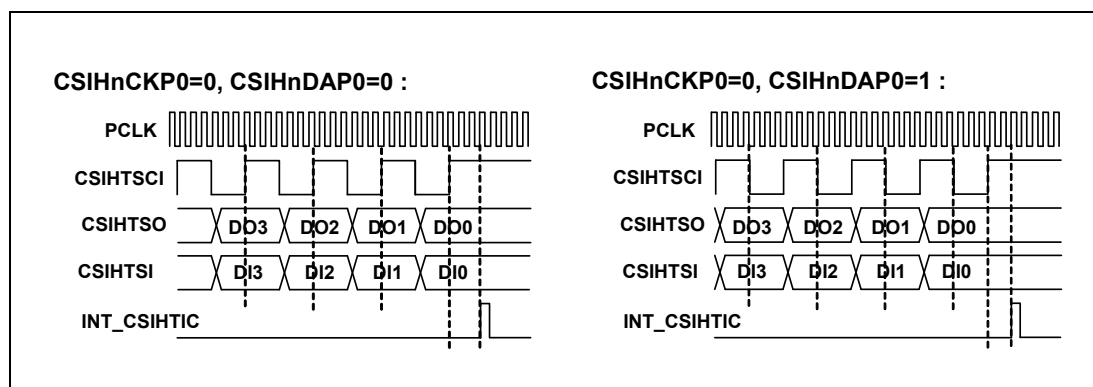 CSIHnCKP0=0, CSIHnDAP0=0 :
PCLK
CSIHTSCI
CSIHTSO DO3 DO2 DO1 DO0
CSIHTSI DI3 DI2 DI1 DI0
INT_CSIHTIC
CSIHnCKP0=0, CSIHnDAP0=1 :
PCLK
CSIHTSCI
CSIHTSO DO3 DO2 DO1 DO0
CSIHTSI DI3 DI2 DI1 DI0
INT_CSIHTIC